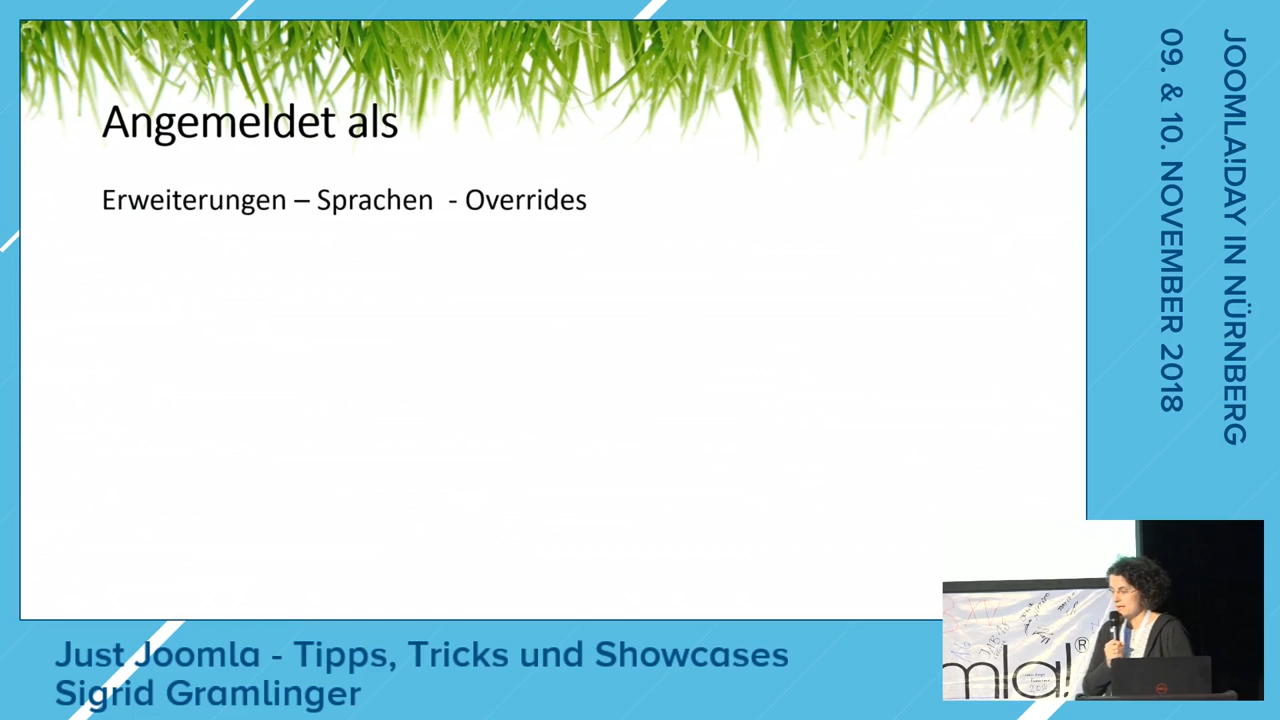 Angemeldet als
Erweiterungen – Sprachen - Overrides
JOOMLA!DAY IN NÜRNBERG
09. & 10. NOVEMBER 2018
mla!®
Just Joomla - Tipps, Tricks und Showcases
Sigrid Gramlinger